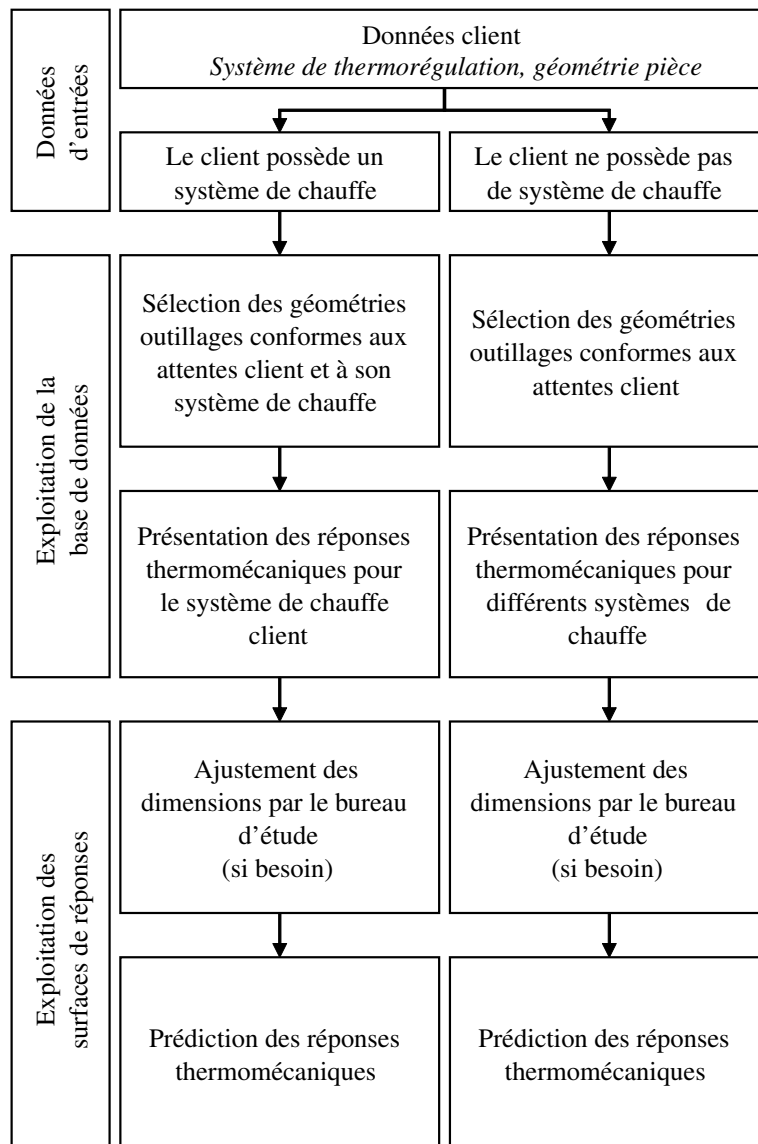 Données client
Système de thermorégulation, géométrie pièce
Données
d'entrées
Le client possède un
système de chauffe
Le client ne possède pas
de système de chauffe
Exploitation de la
base de données
Sélection des géométries
outillages conformes aux
attentes client et à son
système de chauffe
Sélection des géométries
outillages conformes aux
attentes client
Présentation des réponses
thermomécaniques pour
le système de chauffe
client
Présentation des réponses
thermomécaniques pour
différents systèmes de
chauffe
Exploitation des
surfaces de réponses
Ajustement des
dimensions par le bureau
d'étude
(si besoin)
Ajustement des
dimensions par le bureau
d'étude
(si besoin)
Prédiction des réponses
thermomécaniques
Prédiction des réponses
thermomécaniques